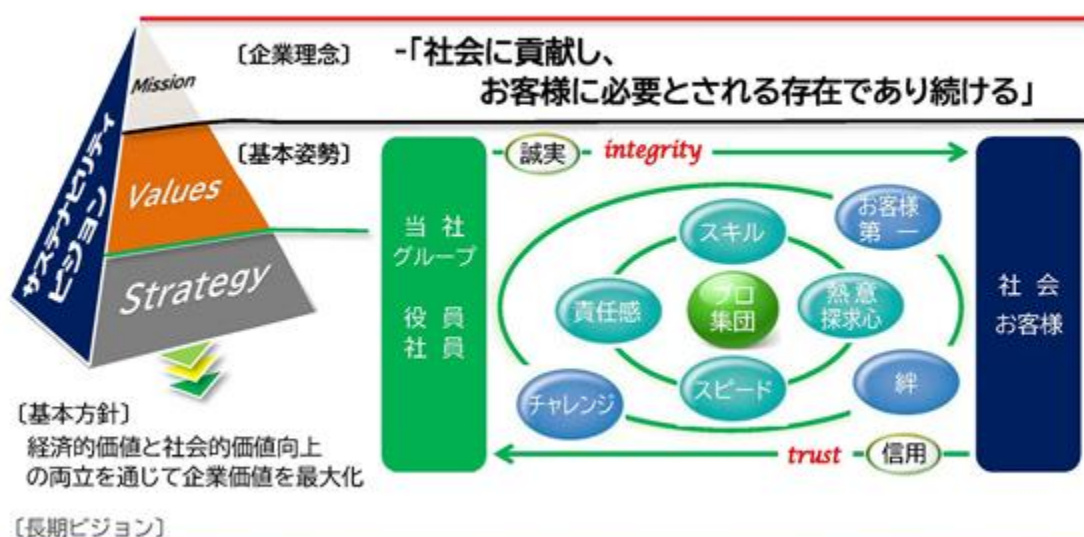 〔企業理念〕
-「社会に貢献し、
お客様に必要とされる存在であり続ける」
Mission
Values
Strategy
サステナビリティ
ビジョン
〔基本姿勢〕
誠実 integrity
当社
グループ
役員
社員
お客様
第一
スキル
責任感
プロ
集団
熱意
探求心
チャレンジ
スピード
絆
社会
お客様
trust 信用
〔基本方針〕
経済的価値と社会的価値向上
の両立を通じて企業価値を最大化
〔長期ビジョン〕